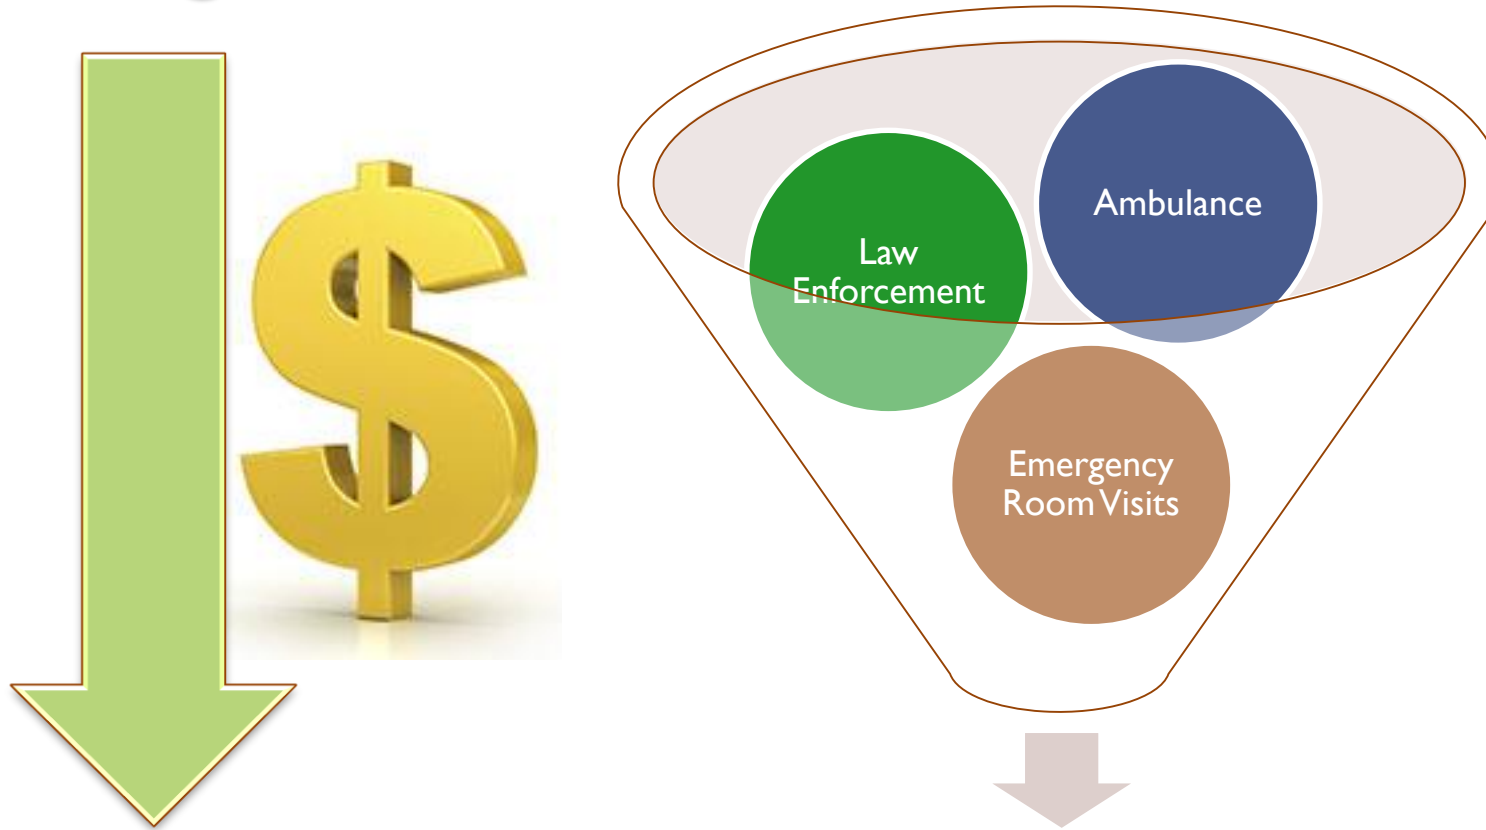 Ambulance
Law
Enforcement
Emergency
Room Visits